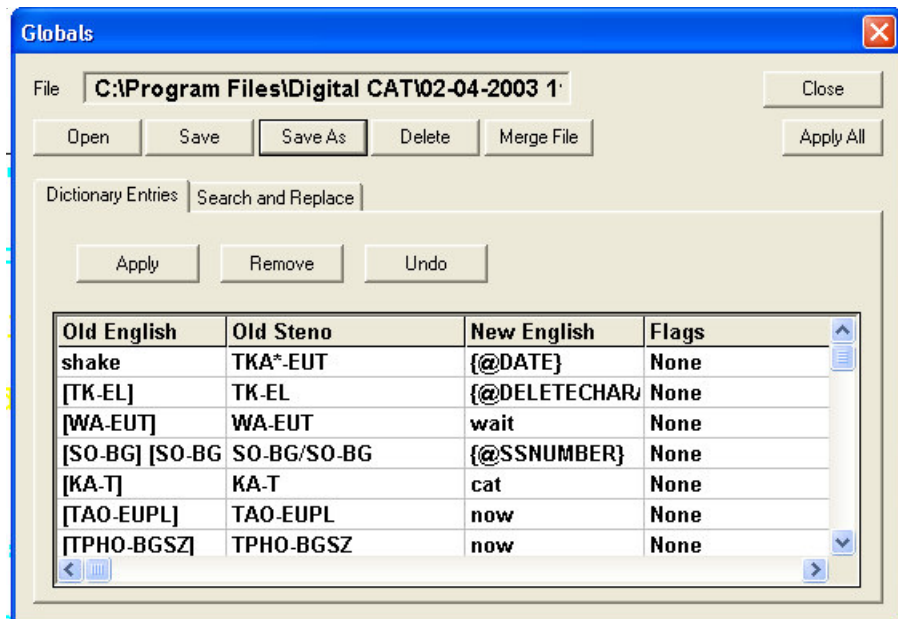 Globals
File C:\Program Files\Digital CAT\02-04-2003 1
Close
Open Save Save As Delete Merge File Apply All
Dictionary Entries Search and Replace
Apply Remove Undo
Old English Old Steno New English Flags
shake TKA*-EUT {@DATE} None
[TK-EL] TK-EL {@DELETECHAR None
[WA-EUT] WA-EUT wait None
[SO-BG] [SO-BG SO-BG/SO-BG {@SSNUMBER} None
[KA-T] KA-T cat None
[TAO-EUPL] TAO-EUPL now None
[TPHO-BGSZ] TPHO-BGSZ now None